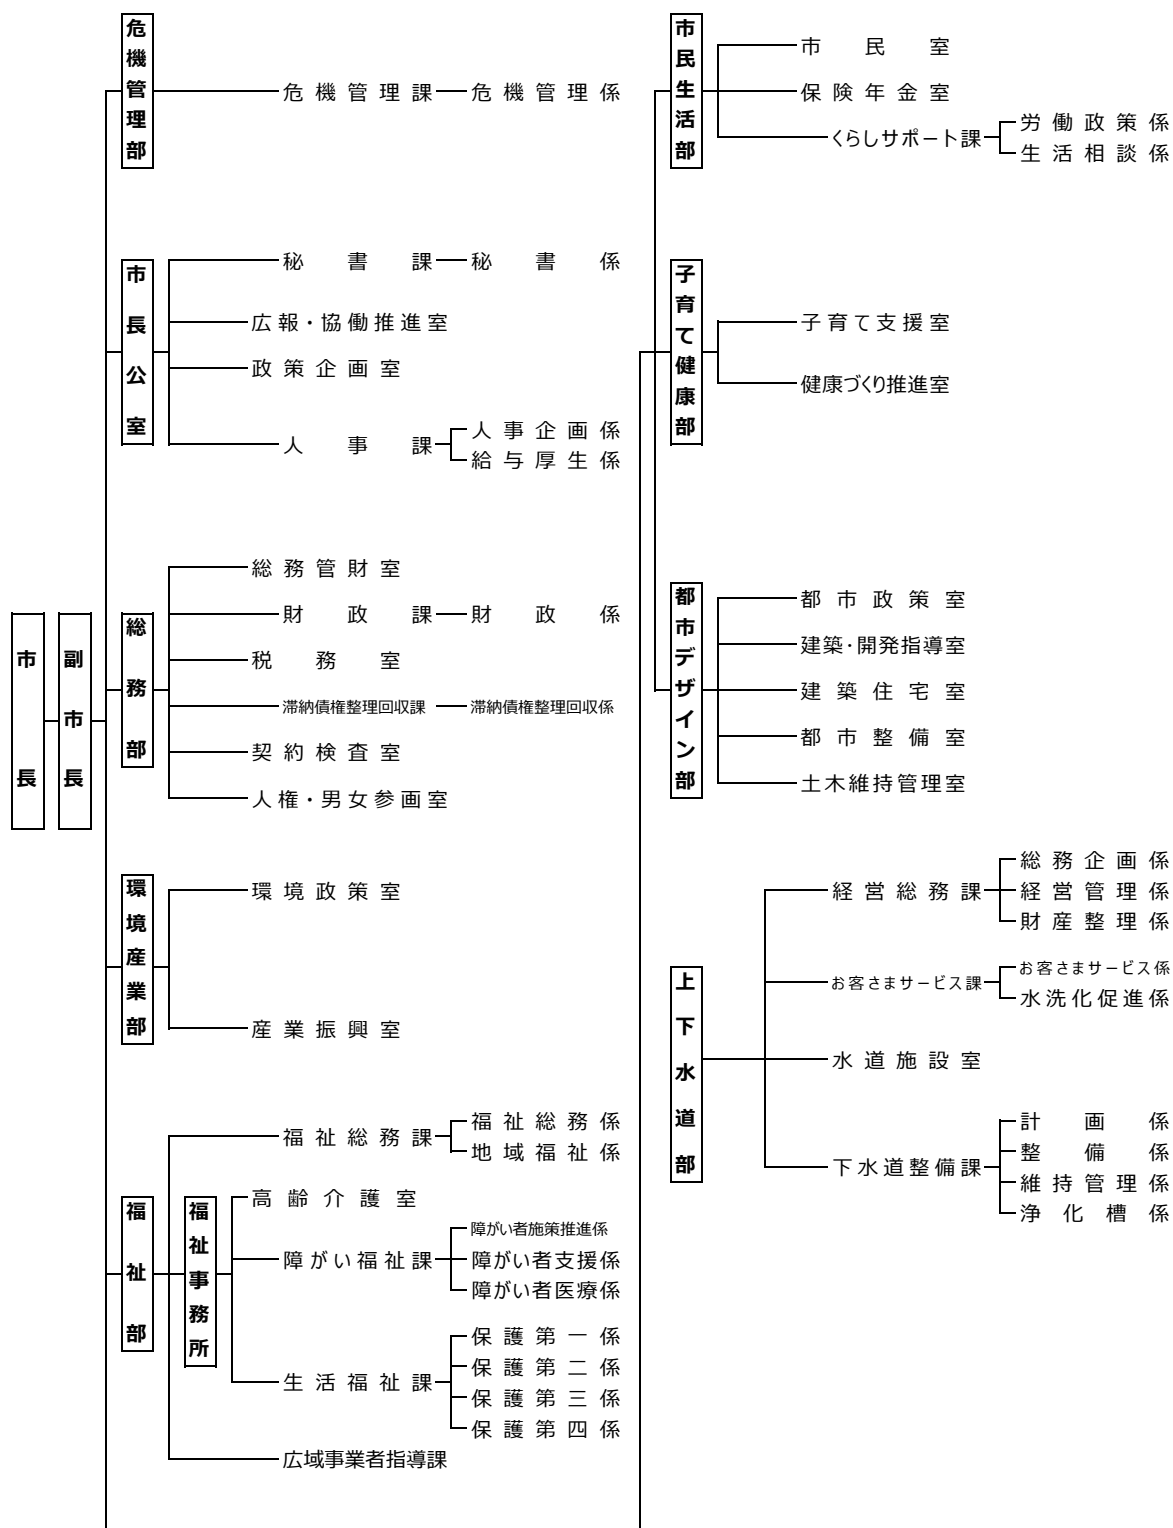 市長
副市長
危機管理部
危機管理課
危機管理係
市長公室
秘書課
秘書係
広報・協働推進室
政策企画室
人事課
人事企画係
給与厚生係
総務部
総務管財室
財政課
財政係
税務室
滞納債権整理回収課
滞納債権整理回収係
契約検査室
人権・男女参画室
環境産業部
環境政策室
産業振興室
福祉部
福祉総務課
福祉総務係
地域福祉係
福祉事務所
高齢介護室
障がい福祉課
障がい者施策推進係
障がい者支援係
障がい者医療係
生活福祉課
保護第一係
保護第二係
保護第三係
保護第四係
広域事業者指導課
市民生活部
市民室
保険年金室
くらしサポート課
労働政策係
生活相談係
子育て健康部
子育て支援室
健康づくり推進室
都市デザイン部
都市政策室
建築・開発指導室
建築住宅室
都市整備室
土木維持管理室
上下水道部
経営総務課
総務企画係
経営管理係
財産整理係
お客さまサービス課
お客さまサービス係
水洗化促進係
水道施設室
下水道整備課
計画係
整備係
維持管理係
浄化槽係